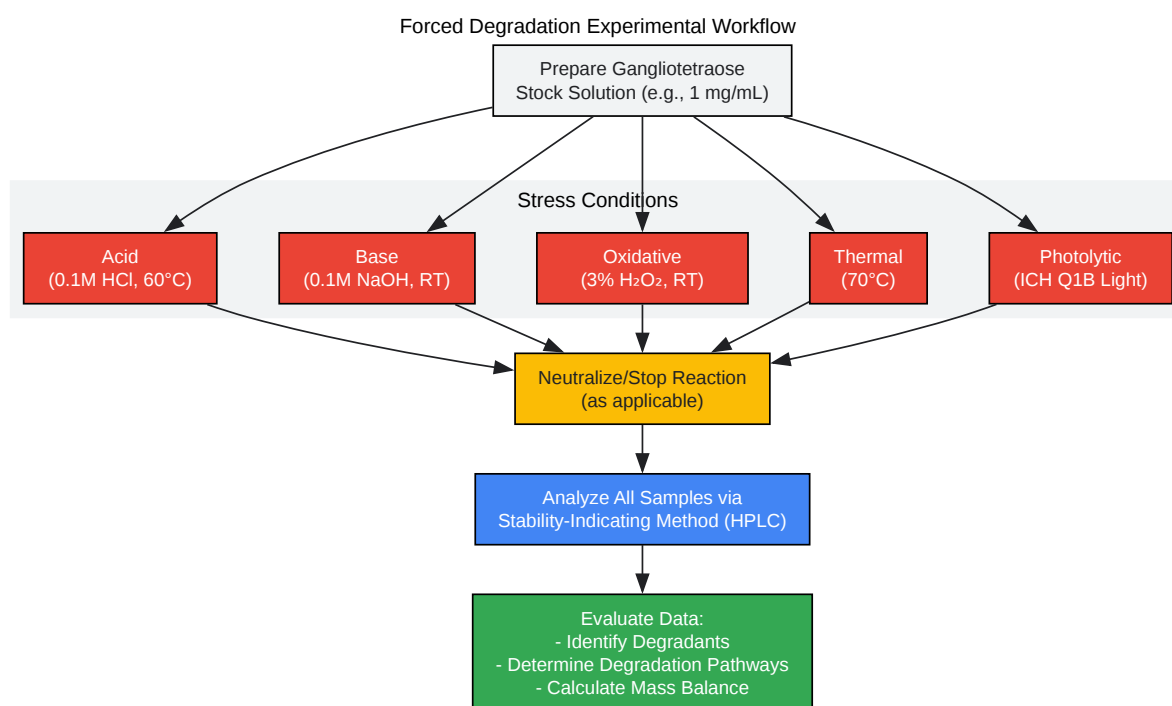 Forced Degradation Experimental Workflow
Prepare Gangliotetraose
Stock Solution (e.g., 1 mg/mL)
Stress Conditions
Acid
(0.1M HCl, 60°C)
Base
(0.1M NaOH, RT)
Oxidative
(3% H₂O₂, RT)
Thermal
(70°C)
Photolytic
(ICH Q1B Light)
Neutralize/Stop Reaction
(as applicable)
Analyze All Samples via
Stability-Indicating Method (HPLC)
Evaluate Data:
- Identify Degradants
- Determine Degradation Pathways
- Calculate Mass Balance